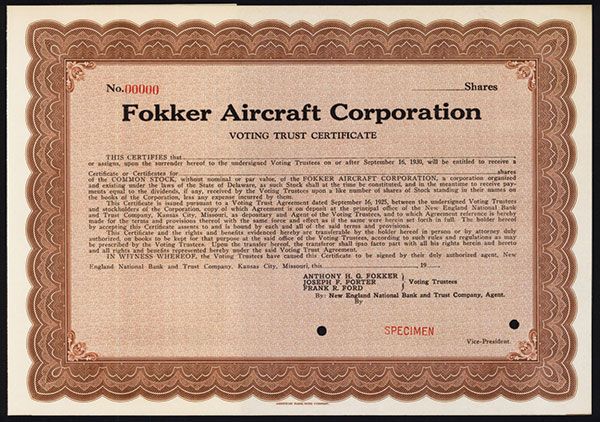 No. 00000
Shares
Fokker Aircraft Corporation
VOTING TRUST CERTIFICATE
THIS CERTIFIES that
or assigns, upon the surrender hereof to the undersigned Voting Trustees on or after September 16, 1930, will be entitled to receive a
Certificate or Certificates for shares
of the COMMON STOCK, without nominal or par value, of the FOKKER AIRCRAFT CORPORATION, a corporation organized
and existing under the laws of the State of Delaware, as such Stock shall at the time be constituted, and in the meantime to receive pay-
ments equal to the dividends, if any, received by the Voting Trustees upon a like number of shares of Stock standing in their names on
the books of the Corporation, less any expense incurred by them.
This Certificate is issued pursuant to a Voting Trust Agreement dated September 16, 1925, between the undersigned Voting Trustees
and stockholders of the Corporation, which Agreement is on deposit at the principal office of the New England National Bank
and Trust Company, Kansas City, Missouri, as depositary and Agent of the Voting Trustees, and to which Agreement reference is hereby
made for the terms and provisions thereof with the same force and effect as if the same were herein set forth in full. The holder hereof
by accepting this Certificate assents to and is bound by each and all of the said terms and provisions.
This Certificate and the rights and benefits evidenced hereby are transferable by the holder hereof in person or by attorney duly
authorized, on books to be kept for that purpose at the said office of the Voting Trustees, according to such rules and regulations as may
be prescribed by the Voting Trustees. Upon the transfer, the transferor shall ipso facto part with all his rights herein and hereto
and all rights and benefits represented by the same shall vest in the transferee.
IN WITNESS WHEREOF, the Voting Trustees have caused this Certificate to be signed by their duly authorized agent, New
England National Bank and Trust Company, Kansas City, Missouri, this 19
ANTHONY H. G. FOKKER
JOSEPH F. PORTER Voting Trustees
FRANK R. FORD
By: New England National Bank and Trust Company, Agent.
By
SPECIMEN
Vice-President.
AMERICAN BANK NOTE COMPANY.